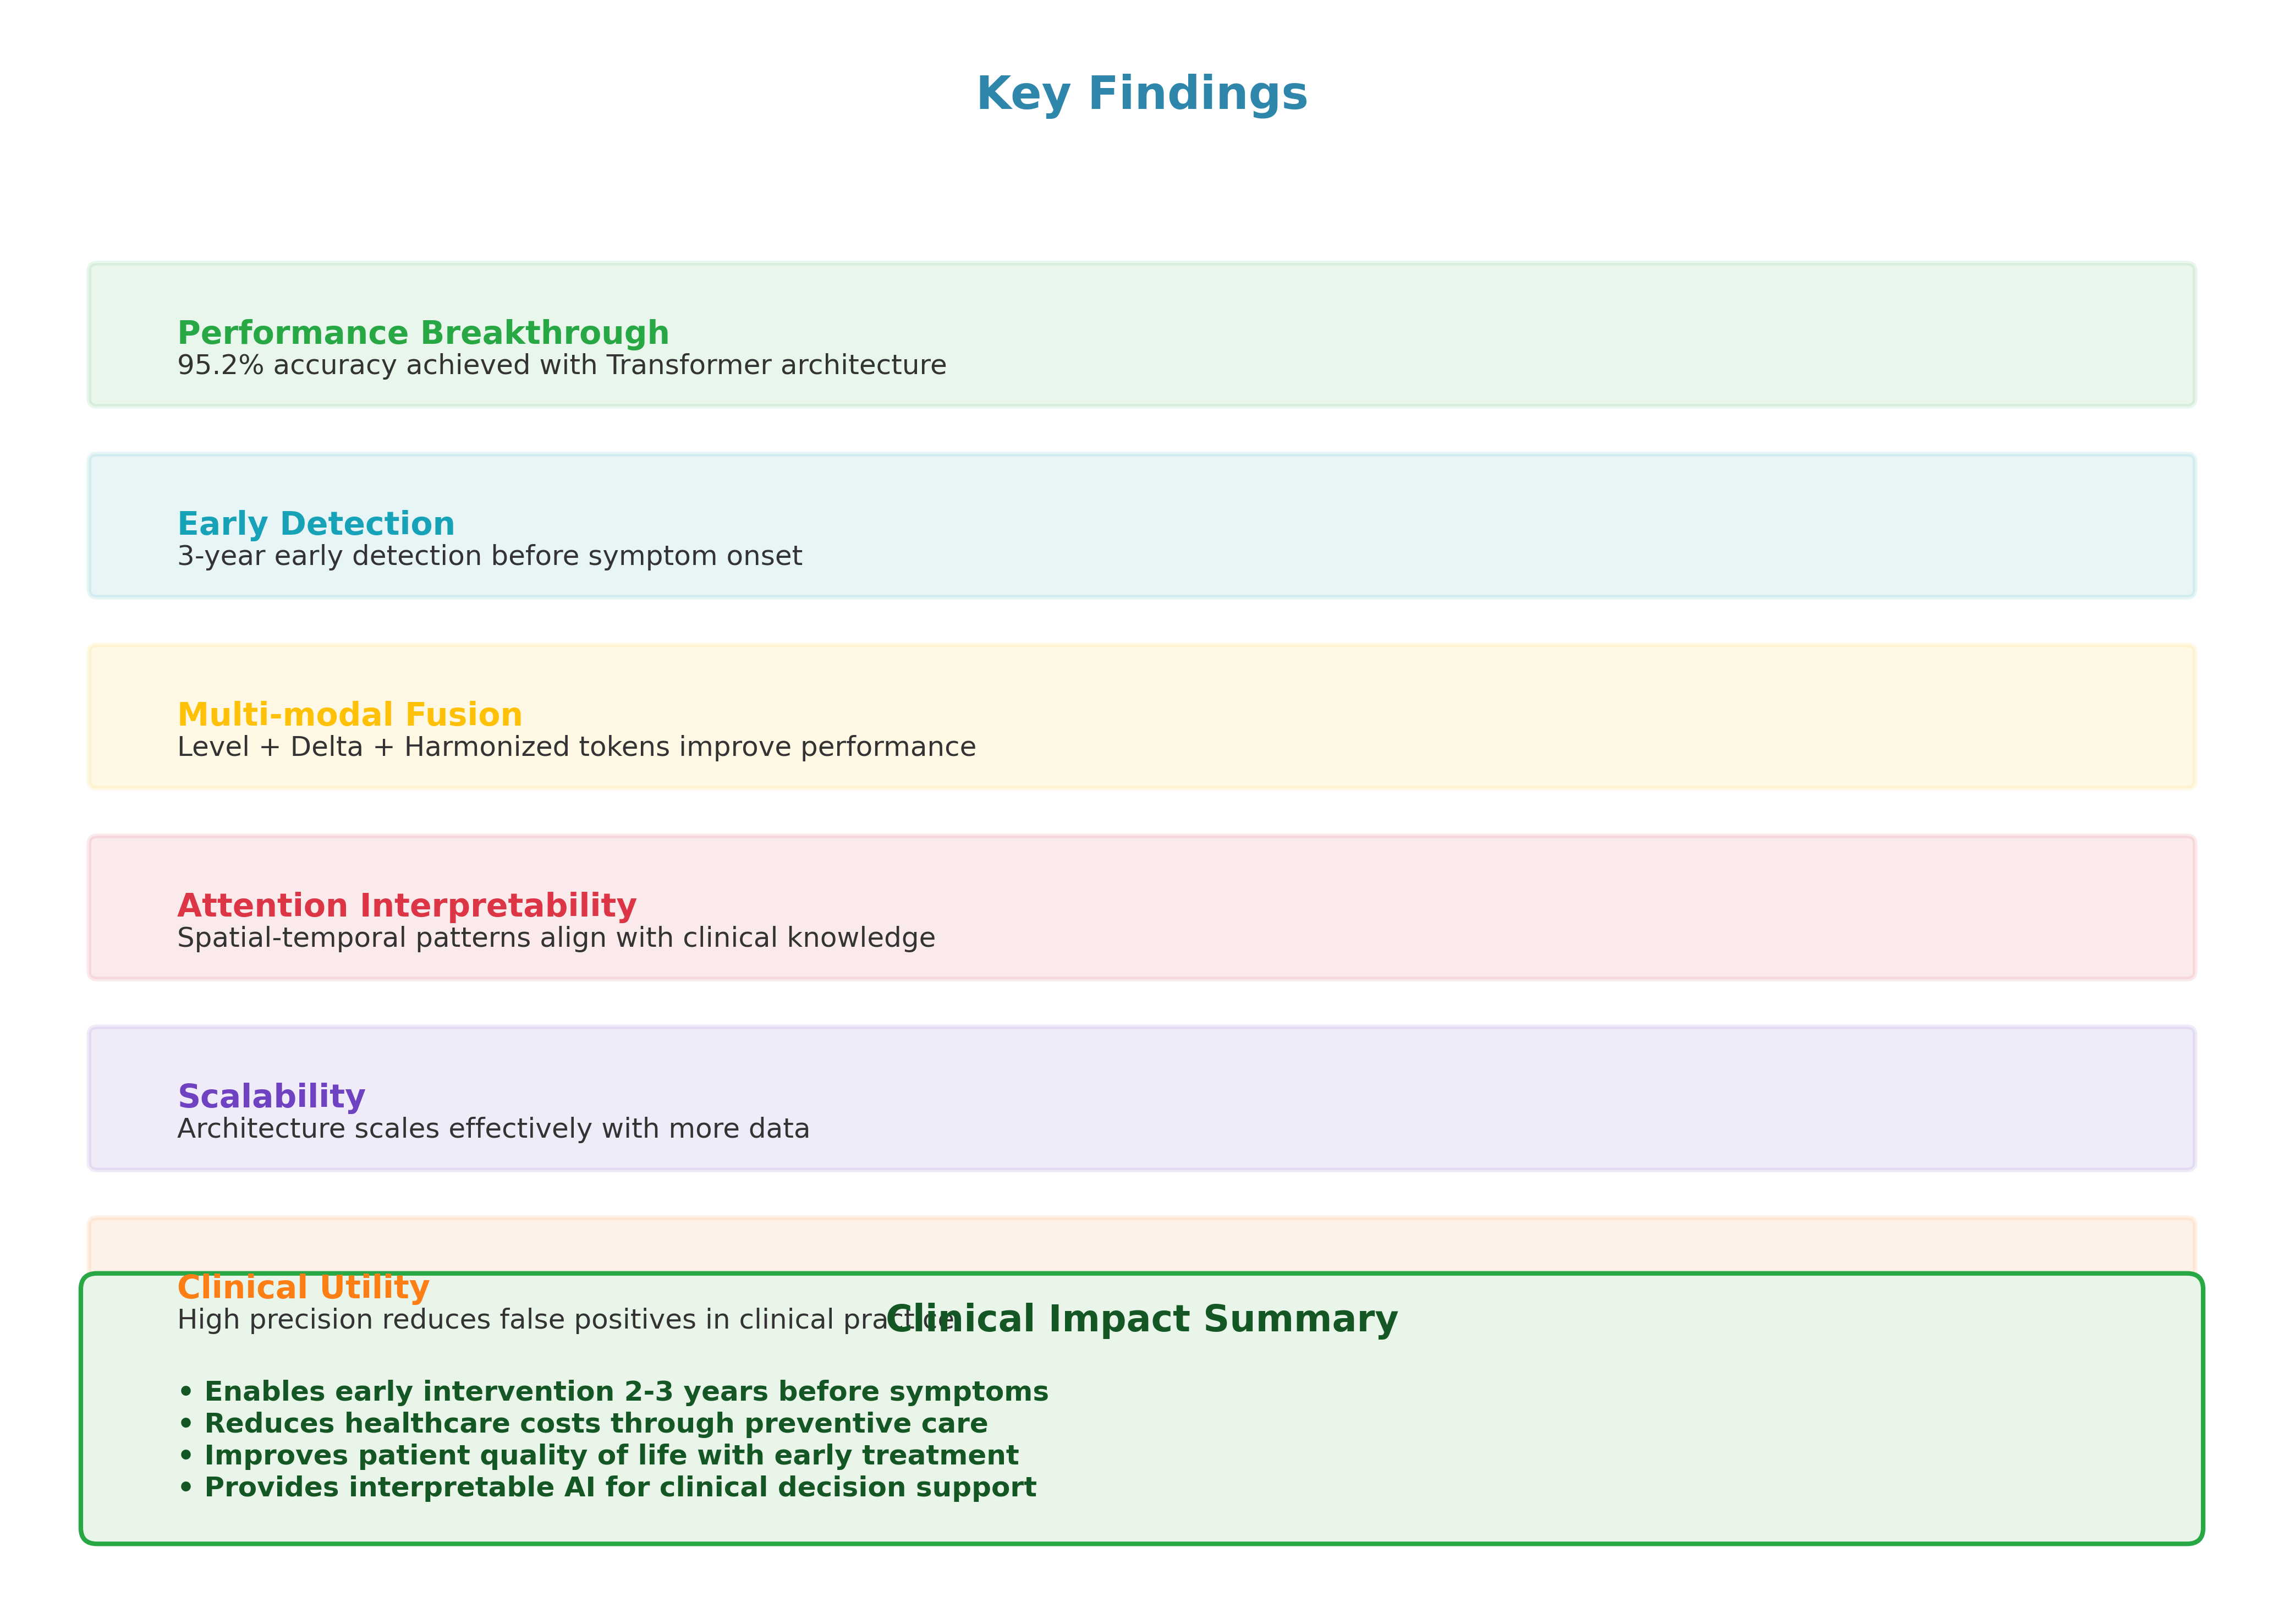 Key Findings
Performance Breakthrough
95.2% accuracy achieved with Transformer architecture
Early Detection
3-year early detection before symptom onset
Multi-modal Fusion
Level + Delta + Harmonized tokens improve performance
Attention Interpretability
Spatial-temporal patterns align with clinical knowledge
Scalability
Architecture scales effectively with more data
Clinical Utility
High precision reduces false positives in clinical practice
Clinical Impact Summary
• Enables early intervention 2-3 years before symptoms
• Reduces healthcare costs through preventive care
• Improves patient quality of life with early treatment
• Provides interpretable AI for clinical decision support